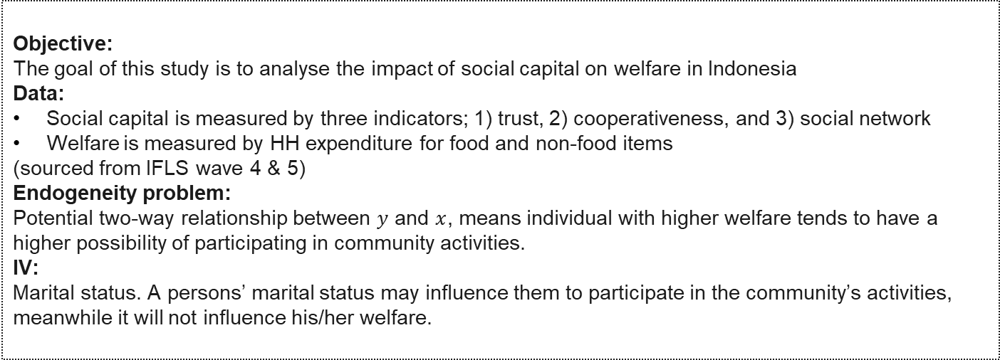 Objective:
The goal of this study is to analyse the impact of social capital on welfare in Indonesia
Data:
• Social capital is measured by three indicators; 1) trust, 2) cooperativeness, and 3) social network
• Welfare is measured by HH expenditure for food and non-food items
(sourced from IFLS wave 4 & 5)
Endogeneity problem:
Potential two-way relationship between 𝑦 and 𝑥, means individual with higher welfare tends to have a
higher possibility of participating in community activities.
IV:
Marital status. A persons’ marital status may influence them to participate in the community’s activities,
meanwhile it will not influence his/her welfare.